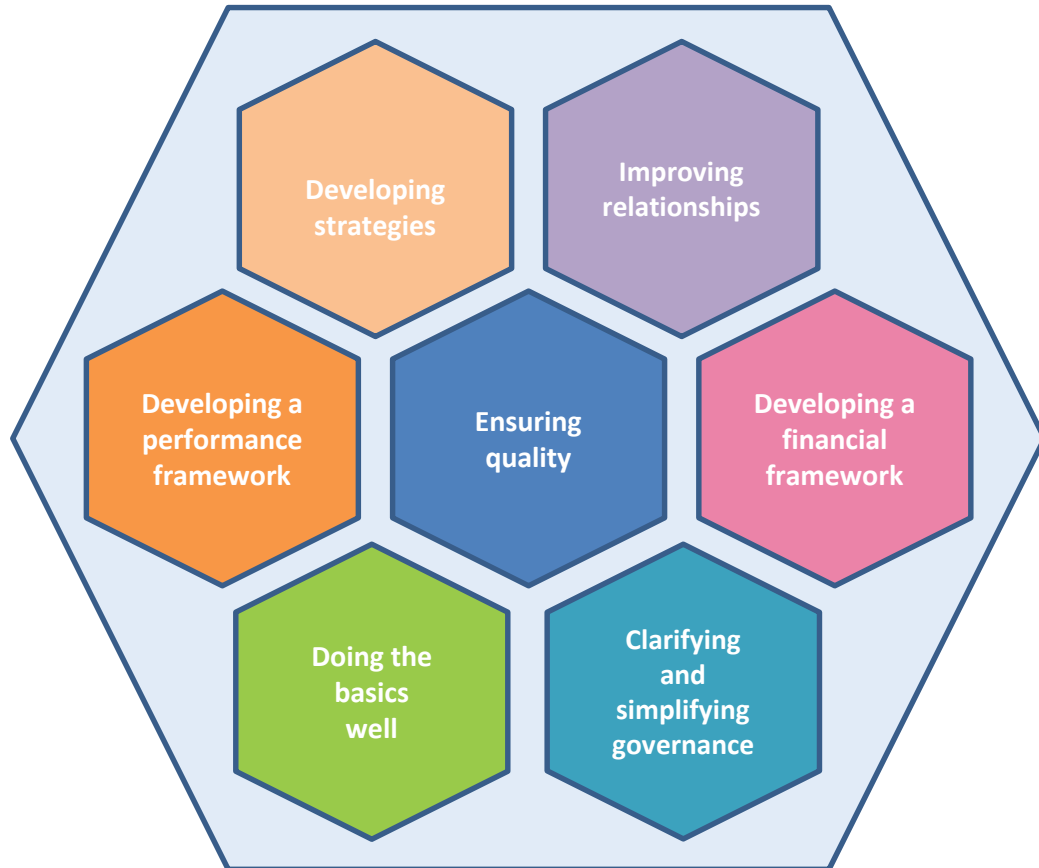 Developing
strategies
Improving
relationships
Developing a
performance
framework
Ensuring
quality
Developing a
financial
framework
Doing the
basics
well
Clarifying
and
simplifying
governance